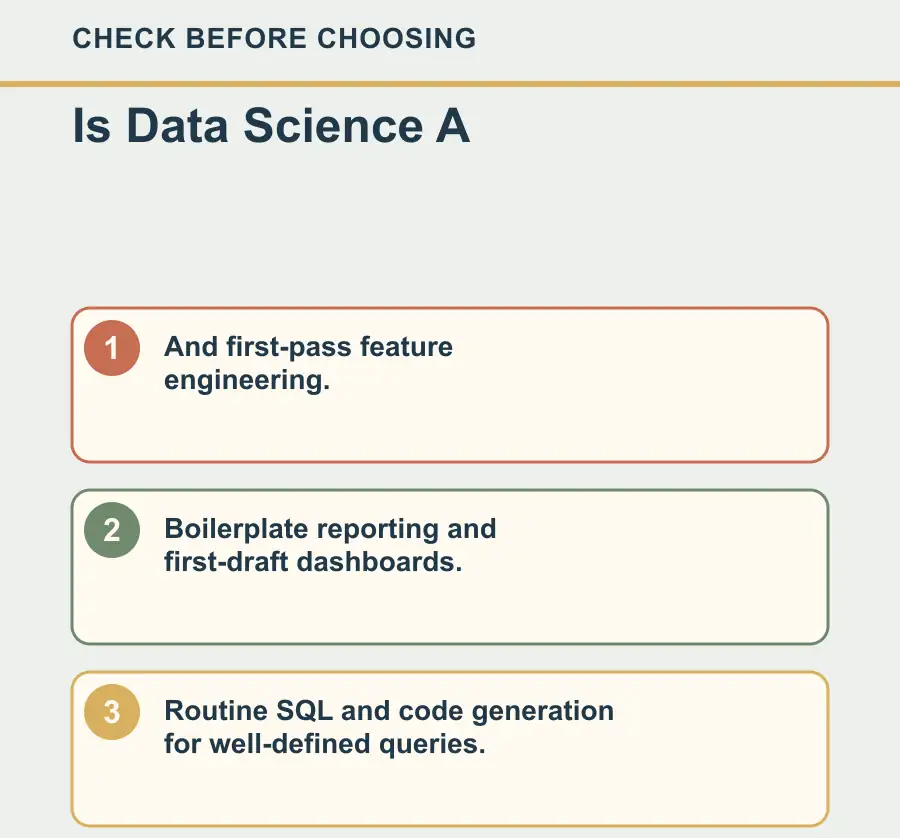 CHECK BEFORE CHOOSING
Is Data Science A
1
And first-pass feature
engineering.
2
Boilerplate reporting and
first-draft dashboards.
3
Routine SQL and code generation
for well-defined queries.